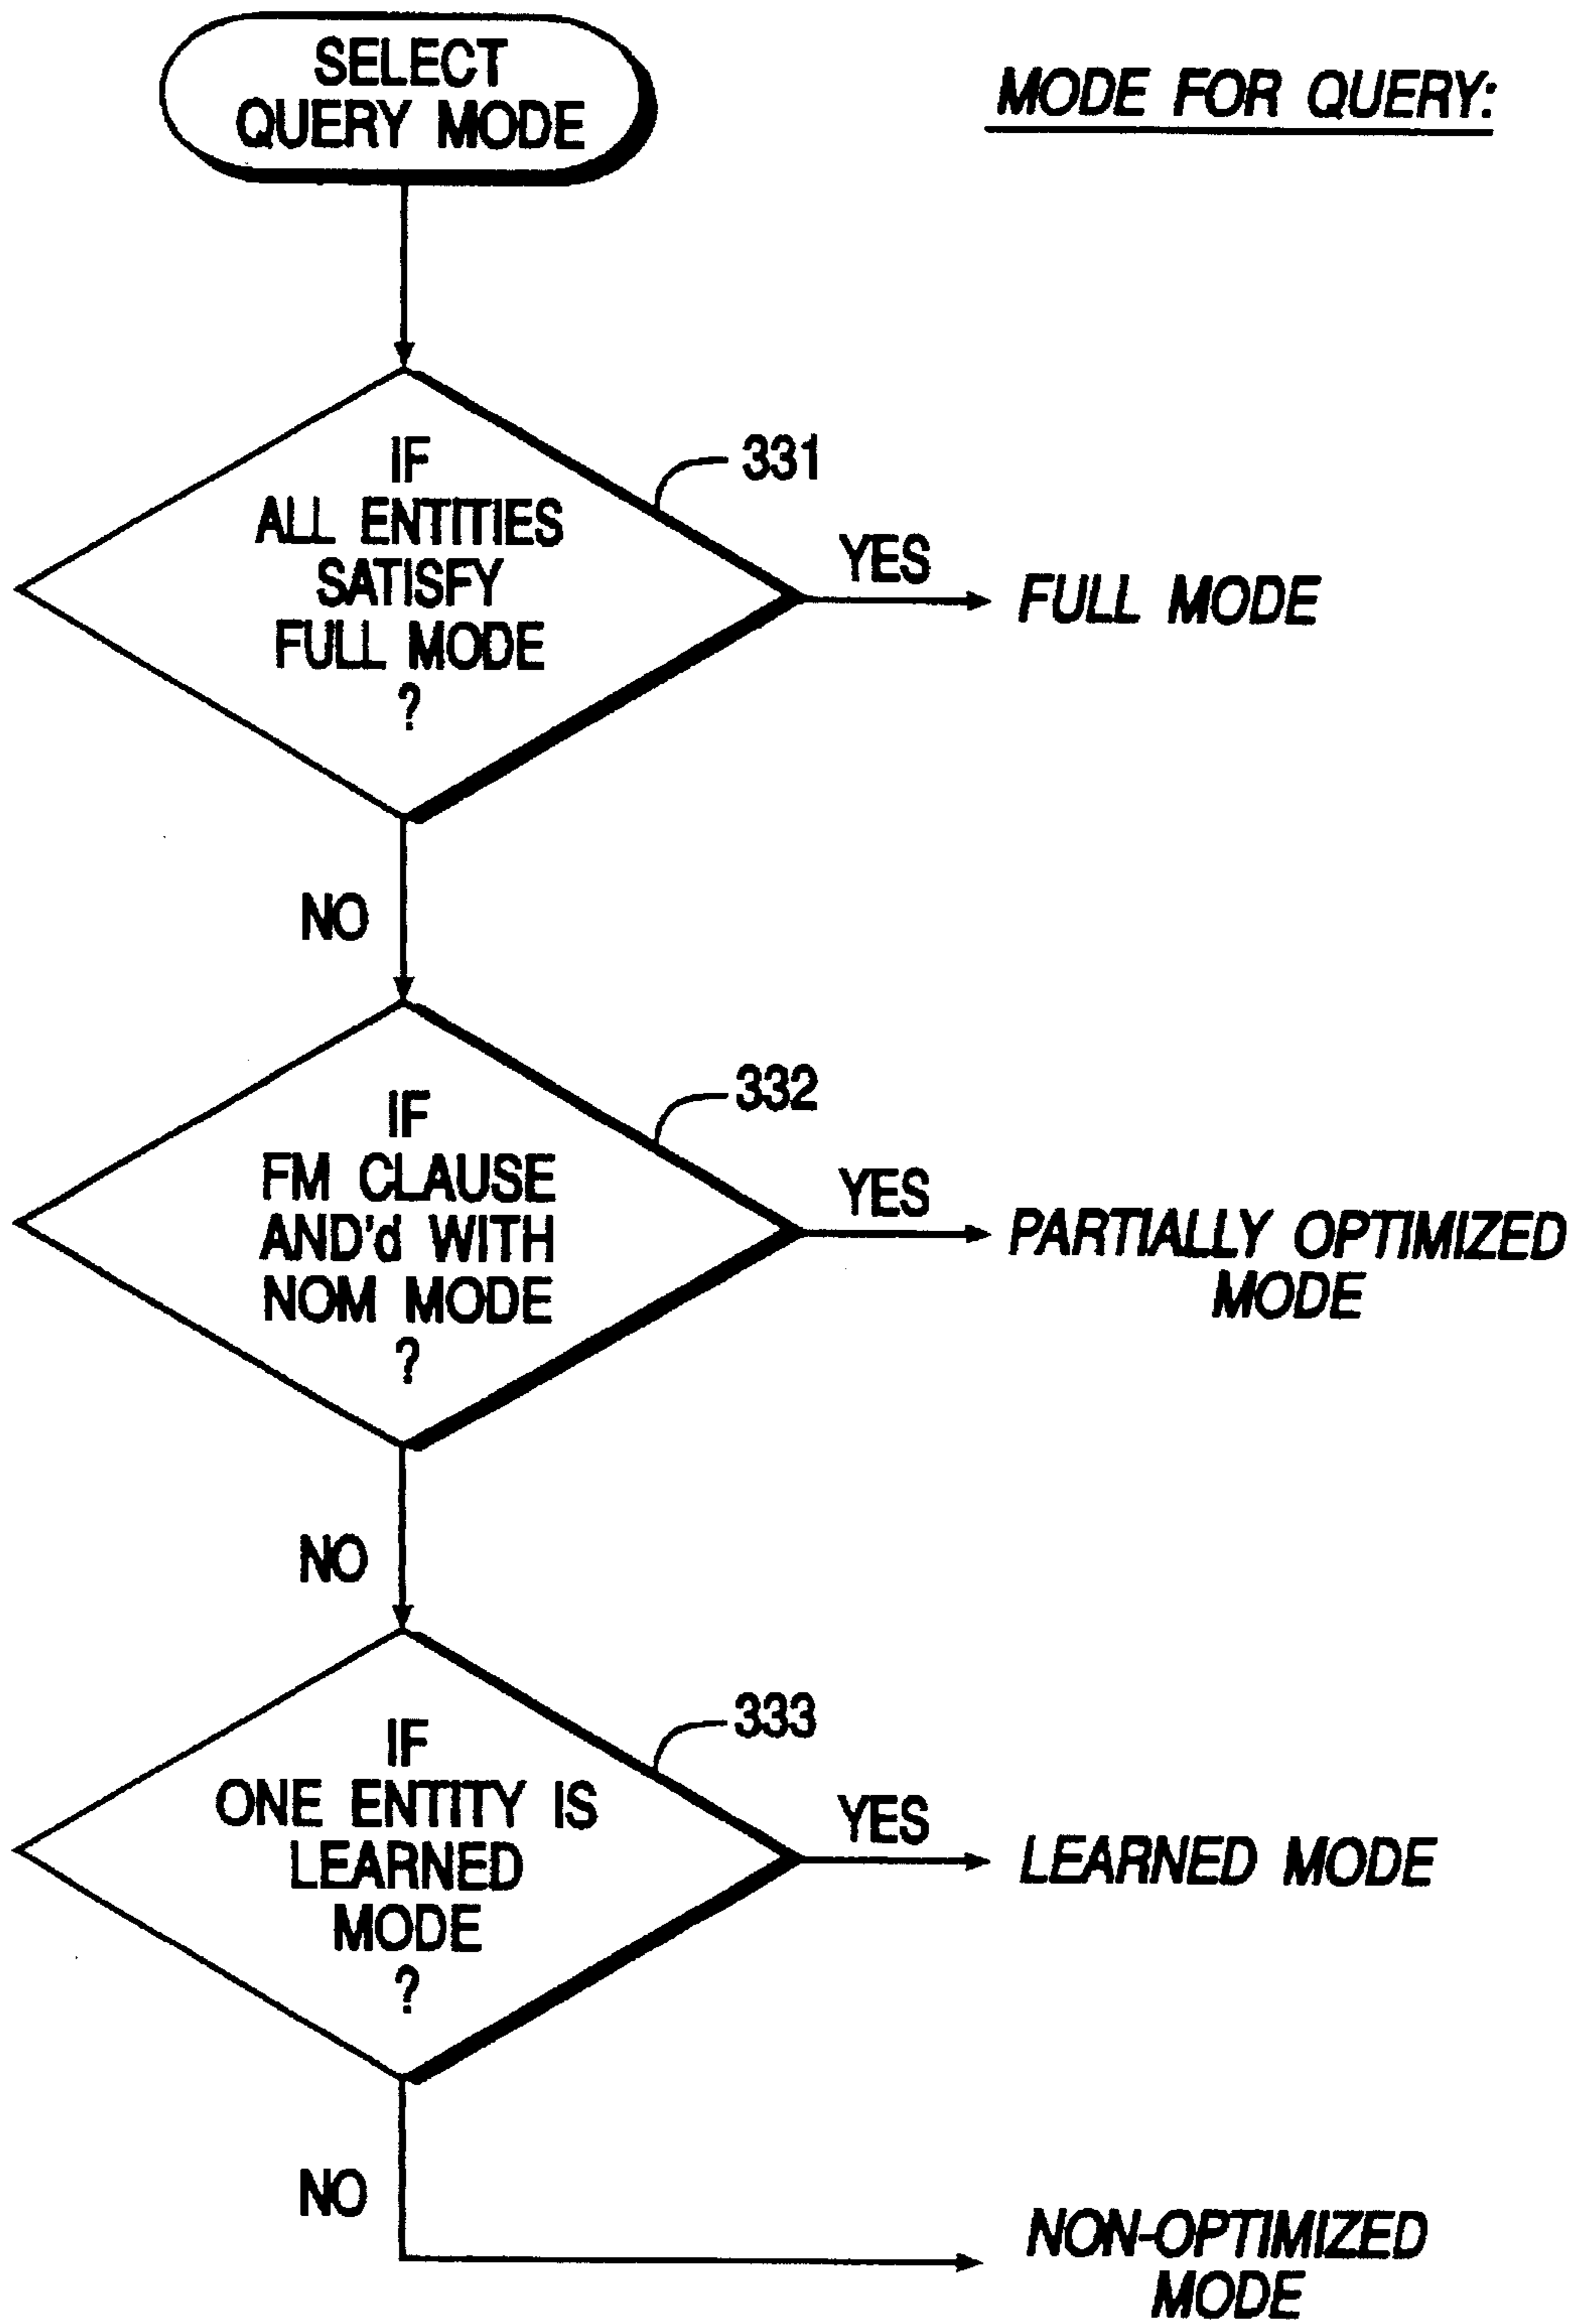 SELECT
QUERY MODE
MODE FOR QUERY:
IF
ALL ENTITIES
SATISFY
FULL MODE
?
331
YES
FULL MODE
NO
IF
FM CLAUSE
AND'd WITH
NOM MODE
?
332
YES
PARTIALLY OPTIMIZED
MODE
NO
IF
ONE ENTITY IS
LEARNED
MODE
?
333
YES
LEARNED MODE
NO
NON-OPTIMIZED
MODE